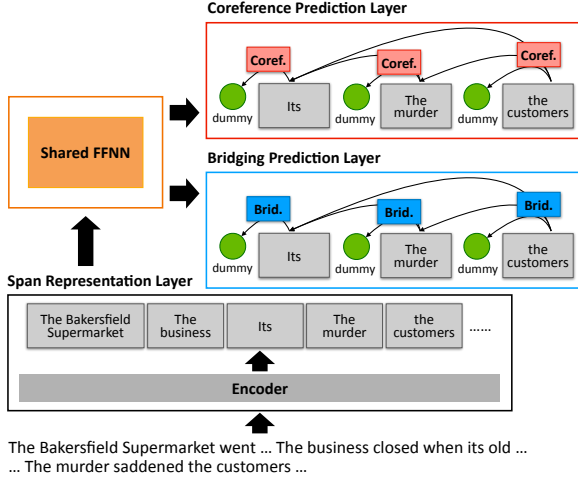 Coreference Prediction Layer
Coref.
Coref.
Coref.
dummy
Its
dummy
The
murder
dummy
the
customers
Shared FFNN
Bridging Prediction Layer
Brid.
Brid.
Brid.
dummy
Its
dummy
The
murder
dummy
the
customers
Span Representation Layer
The Bakersfield
Supermarket
The
business
Its
The
murder
the
customers
......
Encoder
The Bakersfield Supermarket went ... The business closed when its old ...
... The murder saddened the customers ...